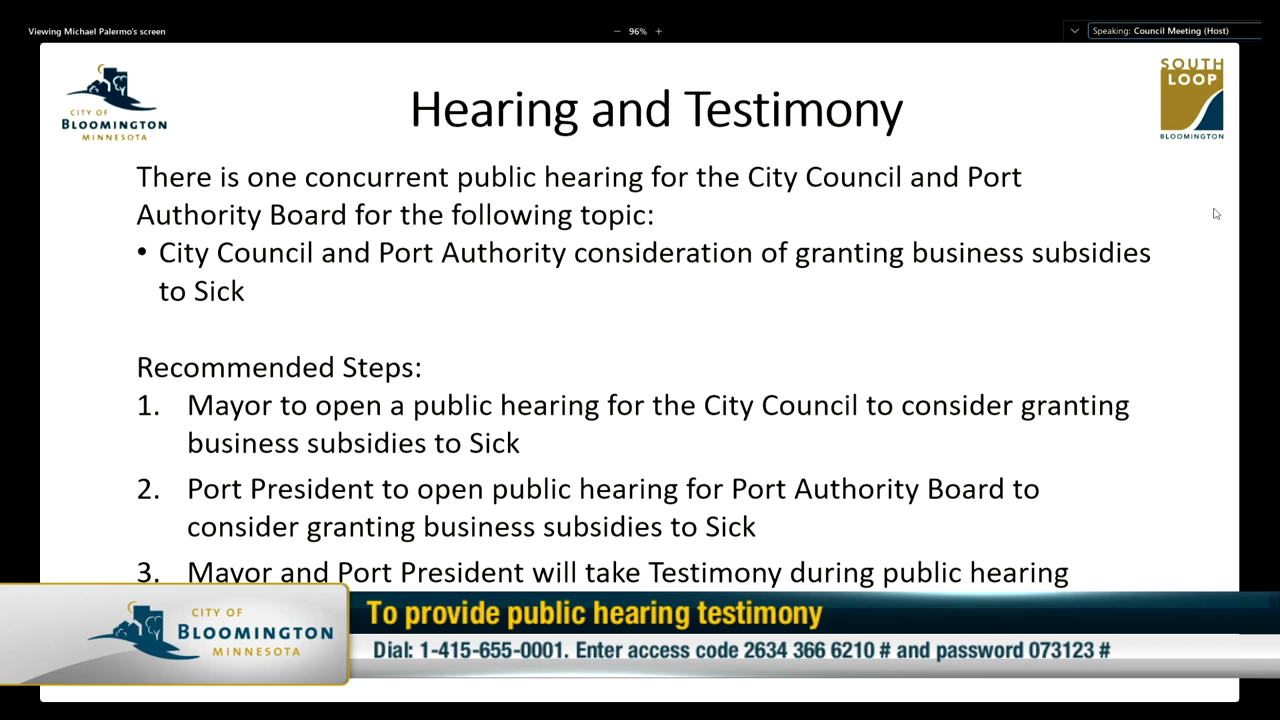 Viewing Michael Palermo's screen
− 96% +
Speaking: Council Meeting (Host)
CITY OF
BLOOMINGTON
MINNESOTA
Hearing and Testimony
SOUTH
LOOP
BLOOMINGTON
There is one concurrent public hearing for the City Council and Port
Authority Board for the following topic:
• City Council and Port Authority consideration of granting business subsidies
to Sick
Recommended Steps:
1. Mayor to open a public hearing for the City Council to consider granting
business subsidies to Sick
2. Port President to open public hearing for Port Authority Board to
consider granting business subsidies to Sick
3. Mayor and Port President will take Testimony during public hearing
CITY OF
BLOOMINGTON
MINNESOTA
To provide public hearing testimony
Dial: 1-415-655-0001. Enter access code 2634 366 6210 # and password 073123 #